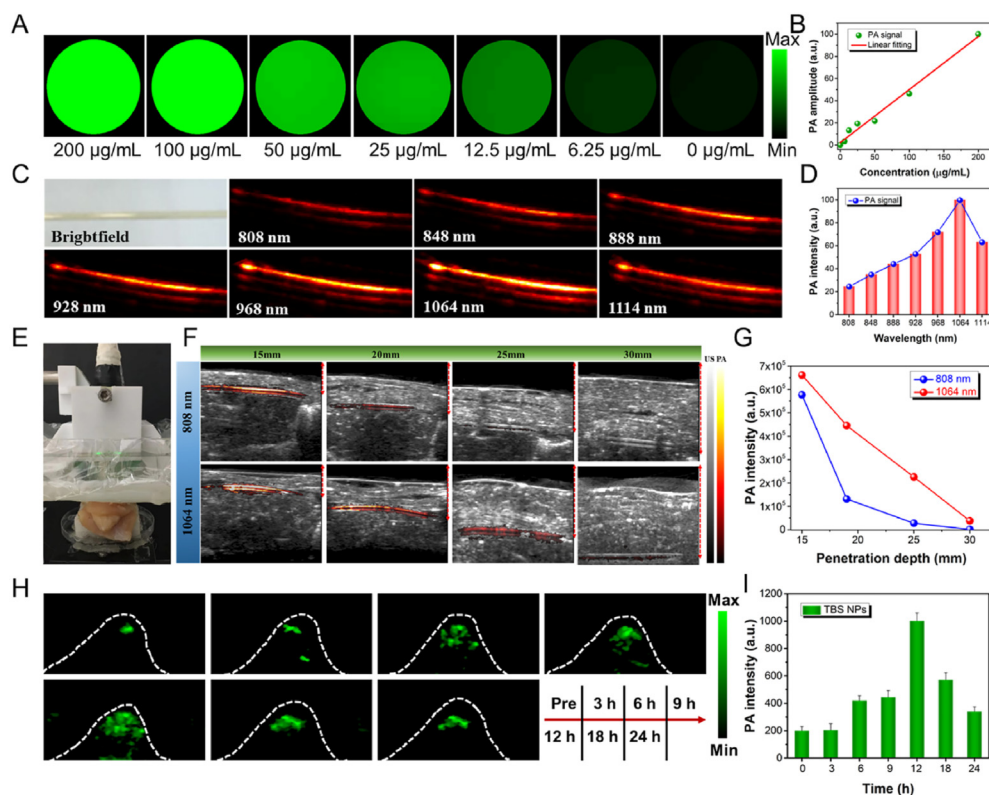 A
Max
Min
200 µg/mL
100 µg/mL
50 µg/mL
25 µg/mL
12.5 µg/mL
6.25 µg/mL
0 µg/mL
B
PA signal
Linear fitting
PA amplitude (a.u.)
100
80
60
40
20
0
0
50
100
150
200
Concentration (µg/mL)
C
Brightfield
808 nm
848 nm
888 nm
928 nm
968 nm
1064 nm
1114 nm
D
PA signal
PA intensity (a.u.)
100
80
60
40
20
0
808
848
888
928
968
1064
1114
Wavelength (nm)
E
F
15mm
20mm
25mm
30mm
US PA
808 nm
1064 nm
G
808 nm
1064 nm
PA intensity (a.u.)
7x10⁵
6x10⁵
5x10⁵
4x10⁵
3x10⁵
2x10⁵
1x10⁵
0
15
20
25
30
Penetration depth (mm)
H
Max
Min
Pre
3 h
6 h
9 h
12 h
18 h
24 h
I
TBS NPs
PA intensity (a.u.)
1200
1000
800
600
400
200
0
0
3
6
9
12
18
24
Time (h)